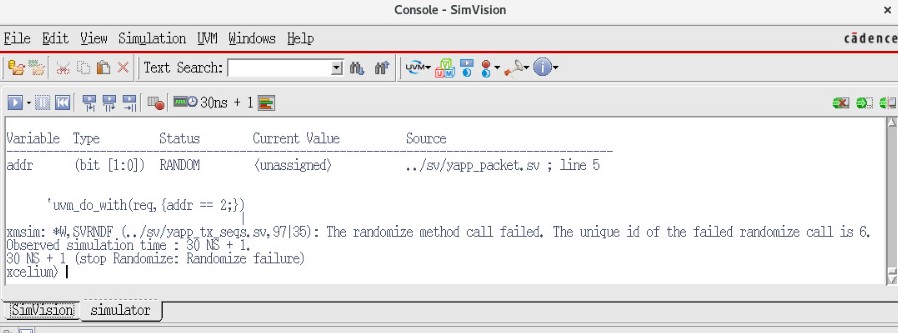 Console - SimVision
File Edit View Simulation UVM Windows Help
cādence
Text Search:
UVM
30ns + 1
Variable Type Status Current Value Source
addr (bit [1:0]) RANDOM (unassigned) ../sv/yapp_packet.sv ; line 5
`uvm_do_with(req,{addr == 2;})
|
xmsim: *W,SVRNDF (../sv/yapp_tx_seqs.sv,97|35): The randomize method call failed. The unique id of the failed randomize call is 6.
Observed simulation time : 30 NS + 1.
30 NS + 1 (stop Randomize: Randomize failure)
xcelium>
SimVision simulator